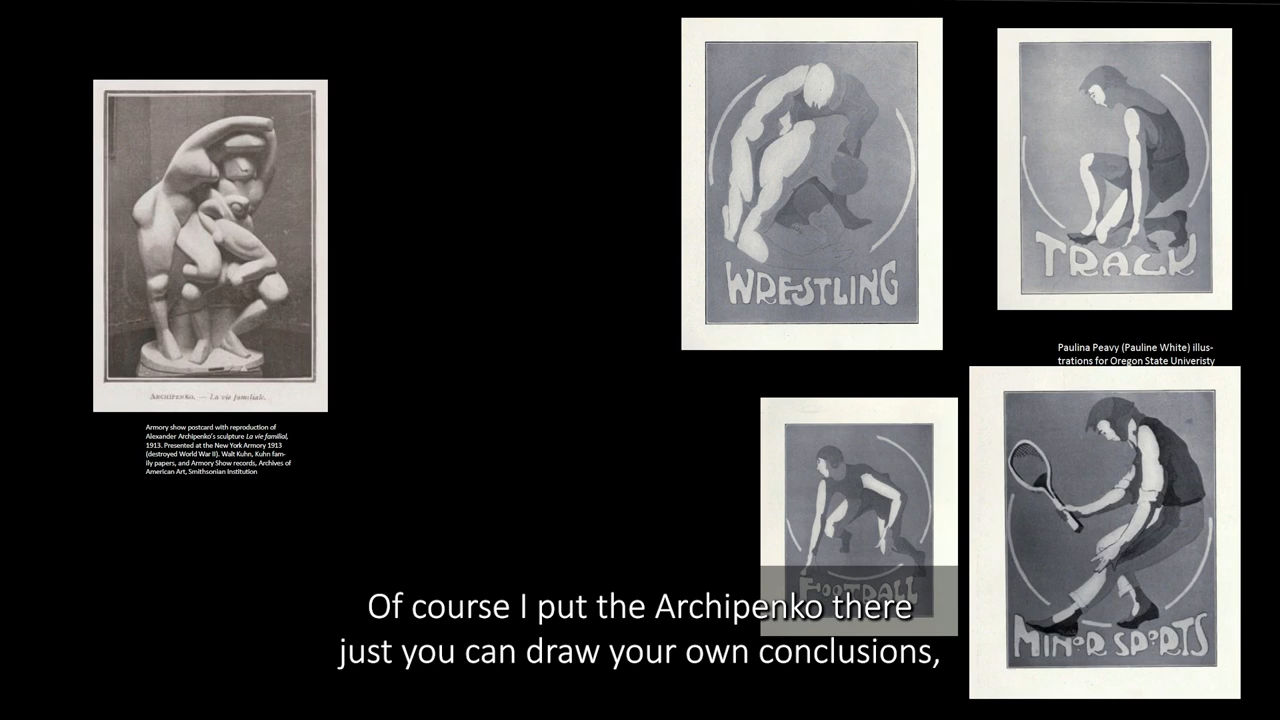 ARCHIPENKO. — La vie familiale.
Armory show postcard with reproduction of
Alexander Archipenko's sculpture La vie familial,
1913. Presented at the New York Armory 1913
(destroyed World War II). Walt Kuhn, Kuhn fam-
ily papers, and Armory Show records, Archives of
American Art, Smithsonian Institution
WRESTLING
TRACK
Paulina Peavy (Pauline White) illus-
trations for Oregon State Univeristy
FOOTBALL
MINOR SPORTS
Of course I put the Archipenko there
just you can draw your own conclusions,